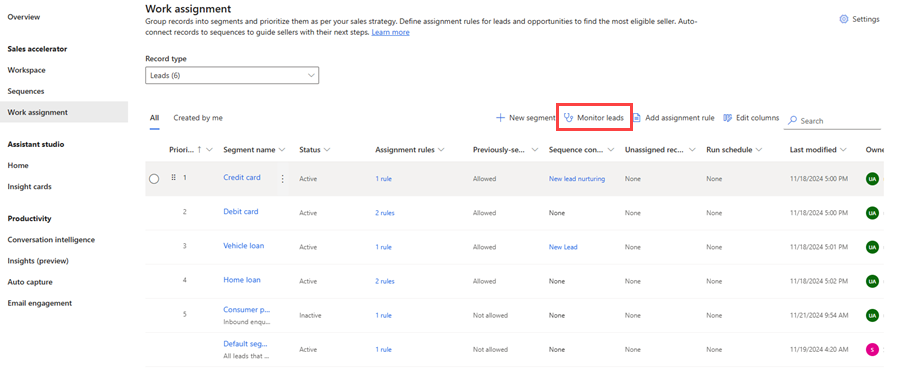 Overview
Sales accelerator
Workspace
Sequences
Work assignment
Assistant studio
Home
Insight cards
Productivity
Conversation intelligence
Insights (preview)
Auto capture
Email engagement
Work assignment
Group records into segments and prioritize them as per your sales strategy. Define assignment rules for leads and opportunities to find the most eligible seller. Auto-
connect records to sequences to guide sellers with their next steps. Learn more
Settings
Record type
Leads (6)
All Created by me
New segment Monitor leads Add assignment rule Edit columns Search
Priori... Segment name Status Assignment rules Previously-se... Sequence con... Unassigned rec... Run schedule Last modified Owne
1 Credit card Active 1 rule Allowed New lead nurturing None None 11/18/2024 5:00 PM UA
2 Debit card Active 2 rules Allowed None None None 11/18/2024 5:00 PM UA
3 Vehicle loan Active 1 rule Allowed New Lead None None 11/18/2024 5:01 PM UA
4 Home loan Active 2 rules Allowed None None None 11/18/2024 5:02 PM UA
5 Consumer p... Inactive 1 rule Not allowed None None None 11/21/2024 9:54 AM UA
Inbound enqu...
Default seg... Active 1 rule Not allowed None None None 11/19/2024 4:20 AM S
All leads that ...